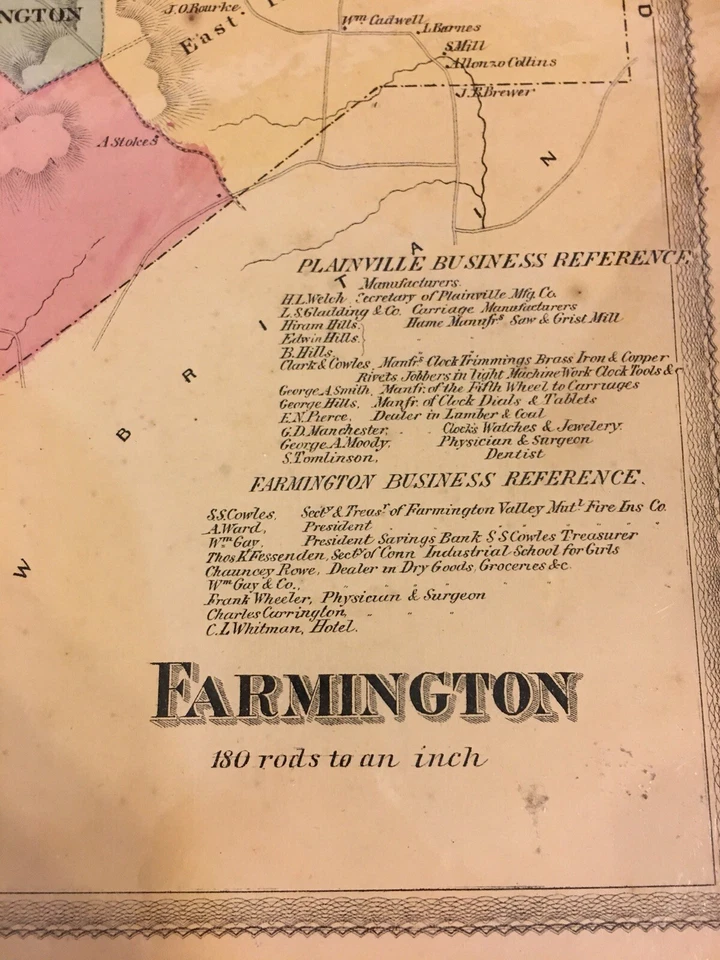 NGTON
J.O.Rourke
East.
Wm Cadwell
L Barnes
S.Mill
Allonzo Collins
J.B.Brewer
A Stokes
D
N
I
A
T
I
R
B
W
PLAINVILLE BUSINESS REFERENCE
Manufacturers.
H.L.Welch. Secretary of Plainville Mfg. Co.
L.S.Gladding & Co. Carriage Manufacturers
Hiram Hills. Hame Manufrs Saw & Grist Mill
Edwin Hills. " "
B. Hills.
Clark & Cowles, Manfrs Clock Trimmings Brass Iron & Copper
Rivets Jobbers in light Machine Work Clock Tools &c
George A. Smith, Manfr. of the Fifth Wheel to Carriages
George Hills, Manfr. of Clock Dials & Tablets
E.N. Pierce, Dealer in Lumber & Coal
G.D. Manchester, Clocks Watches & Jewelery.
George A. Moody, Physician & Surgeon
S. Tomlinson, Dentist
FARMINGTON BUSINESS REFERENCE.
S.S. Cowles, Secty & Treasr of Farmington Valley Mutl Fire Ins Co.
A. Ward, President " " " " " "
Wm Gay, President Savings Bank S S Cowles Treasurer
Thos K Fessenden, Secty of Conn Industrial School for Girls
Chauncey Rowe, Dealer in Dry Goods, Groceries &c
Wm Gay & Co., " " " " "
Frank Wheeler, Physician & Surgeon
Charles Carrington, " " "
C. L Whitman, Hotel.
FARMINGTON
180 rods to an inch